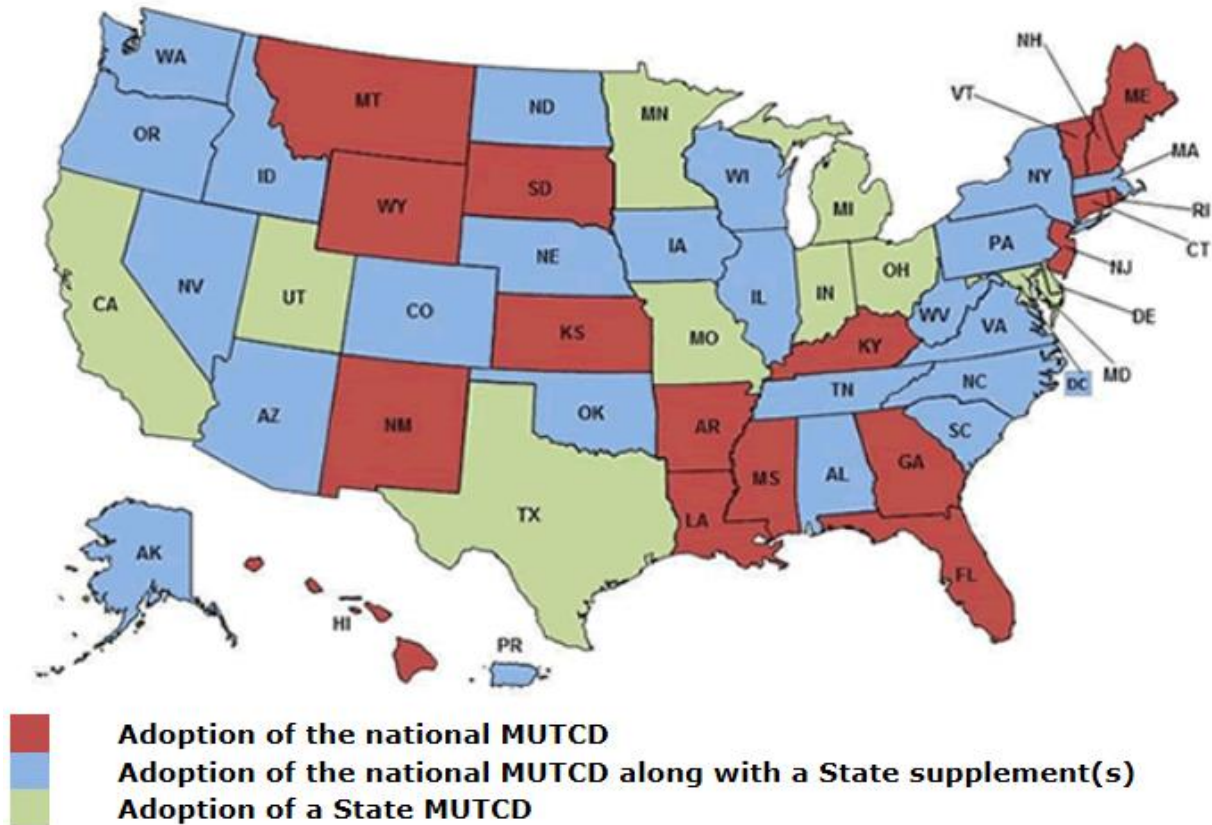 WA
MT
ND
MN
NH
VT
ME
OR
ID
SD
WI
NY
MA
WY
MI
RI
CT
NE
IA
PA
NJ
CA
NV
UT
CO
IL
IN
OH
DE
WV
VA
KS
MO
KY
MD
DC
AZ
NM
OK
AR
TN
NC
SC
TX
LA
MS
AL
GA
FL
AK
HI
PR
Adoption of the national MUTCD
Adoption of the national MUTCD along with a State supplement(s)
Adoption of a State MUTCD